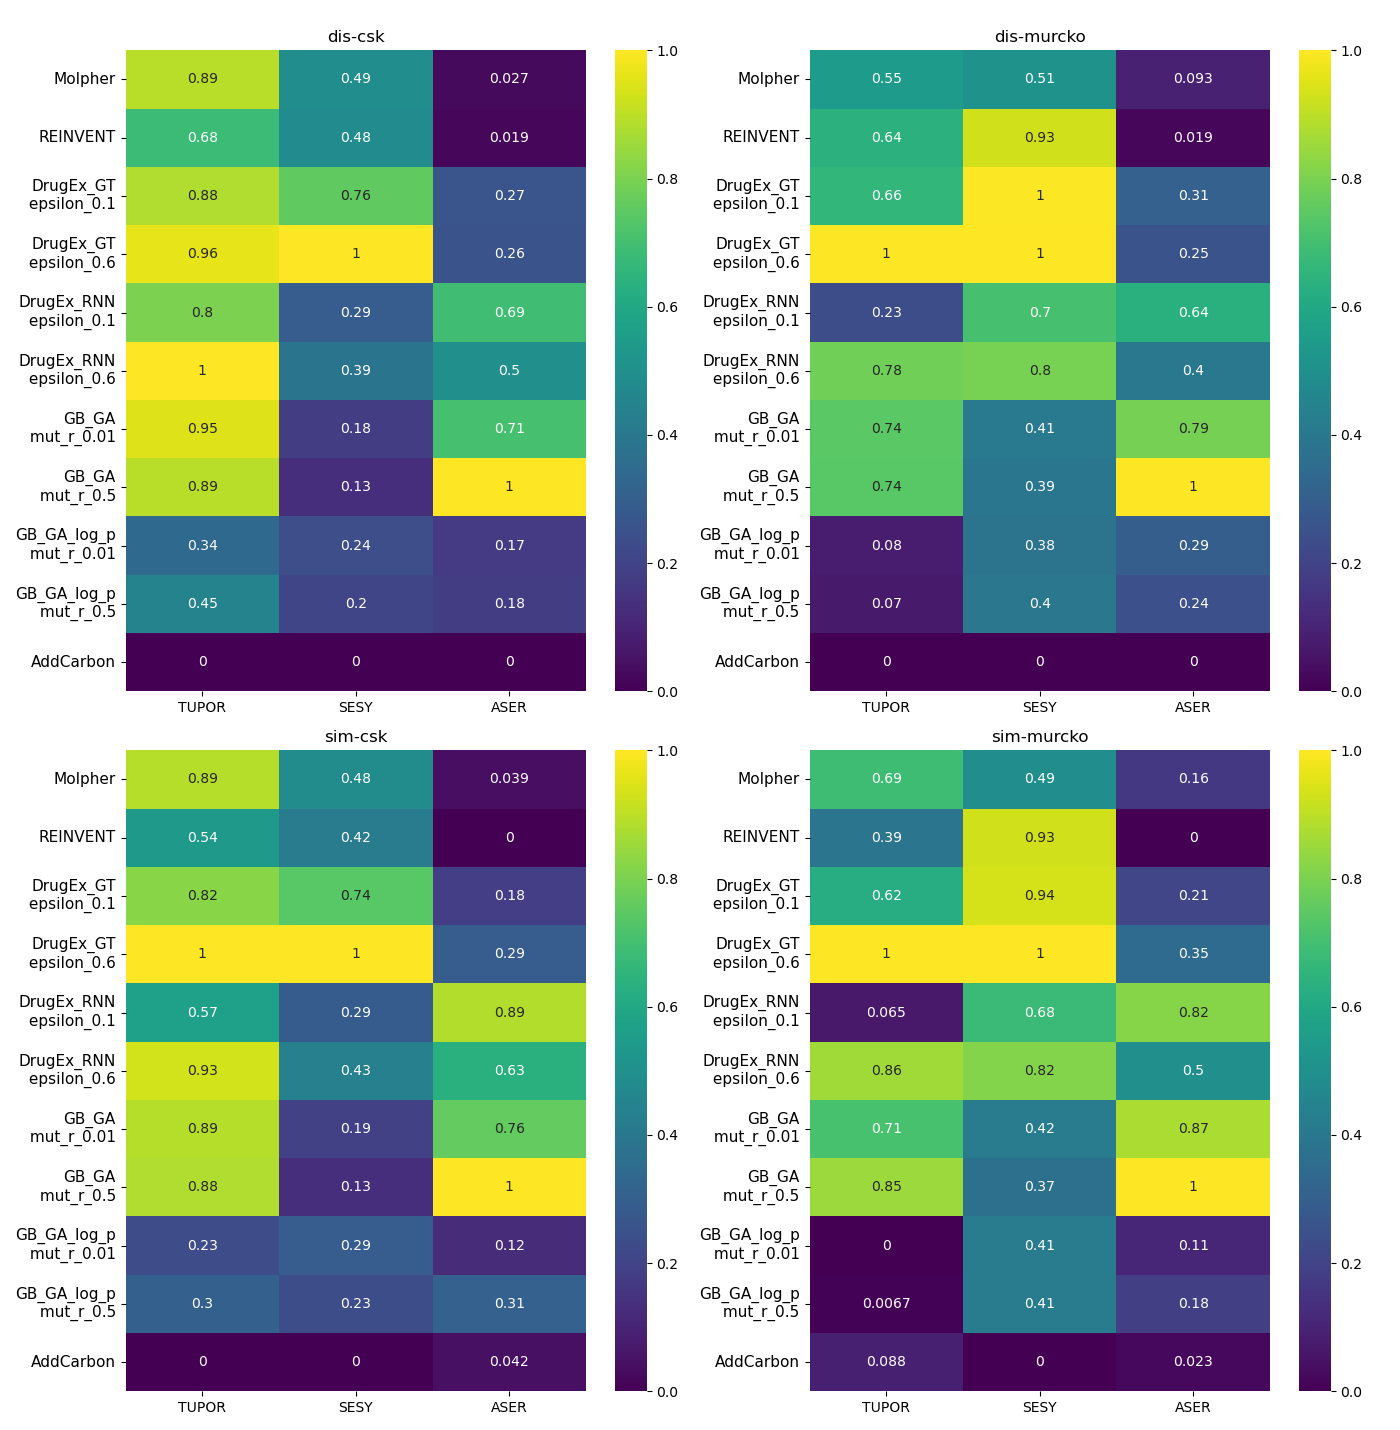 dis-csk
Molpher 0.89 0.49 0.027
REINVENT 0.68 0.48 0.019
DrugEx_GT
epsilon_0.1 0.88 0.76 0.27
DrugEx_GT
epsilon_0.6 0.96 1 0.26
DrugEx_RNN
epsilon_0.1 0.8 0.29 0.69
DrugEx_RNN
epsilon_0.6 1 0.39 0.5
GB_GA
mut_r_0.01 0.95 0.18 0.71
GB_GA
mut_r_0.5 0.89 0.13 1
GB_GA_log_p
mut_r_0.01 0.34 0.24 0.17
GB_GA_log_p
mut_r_0.5 0.45 0.2 0.18
AddCarbon 0 0 0
TUPOR SESY ASER
1.0
0.8
0.6
0.4
0.2
0.0
dis-murcko
Molpher 0.55 0.51 0.093
REINVENT 0.64 0.93 0.019
DrugEx_GT
epsilon_0.1 0.66 1 0.31
DrugEx_GT
epsilon_0.6 1 1 0.25
DrugEx_RNN
epsilon_0.1 0.23 0.7 0.64
DrugEx_RNN
epsilon_0.6 0.78 0.8 0.4
GB_GA
mut_r_0.01 0.74 0.41 0.79
GB_GA
mut_r_0.5 0.74 0.39 1
GB_GA_log_p
mut_r_0.01 0.08 0.38 0.29
GB_GA_log_p
mut_r_0.5 0.07 0.4 0.24
AddCarbon 0 0 0
TUPOR SESY ASER
1.0
0.8
0.6
0.4
0.2
0.0
sim-csk
Molpher 0.89 0.48 0.039
REINVENT 0.54 0.42 0
DrugEx_GT
epsilon_0.1 0.82 0.74 0.18
DrugEx_GT
epsilon_0.6 1 1 0.29
DrugEx_RNN
epsilon_0.1 0.57 0.29 0.89
DrugEx_RNN
epsilon_0.6 0.93 0.43 0.63
GB_GA
mut_r_0.01 0.89 0.19 0.76
GB_GA
mut_r_0.5 0.88 0.13 1
GB_GA_log_p
mut_r_0.01 0.23 0.29 0.12
GB_GA_log_p
mut_r_0.5 0.3 0.23 0.31
AddCarbon 0 0 0.042
TUPOR SESY ASER
1.0
0.8
0.6
0.4
0.2
0.0
sim-murcko
Molpher 0.69 0.49 0.16
REINVENT 0.39 0.93 0
DrugEx_GT
epsilon_0.1 0.62 0.94 0.21
DrugEx_GT
epsilon_0.6 1 1 0.35
DrugEx_RNN
epsilon_0.1 0.065 0.68 0.82
DrugEx_RNN
epsilon_0.6 0.86 0.82 0.5
GB_GA
mut_r_0.01 0.71 0.42 0.87
GB_GA
mut_r_0.5 0.85 0.37 1
GB_GA_log_p
mut_r_0.01 0 0.41 0.11
GB_GA_log_p
mut_r_0.5 0.0067 0.41 0.18
AddCarbon 0.088 0 0.023
TUPOR SESY ASER
1.0
0.8
0.6
0.4
0.2
0.0